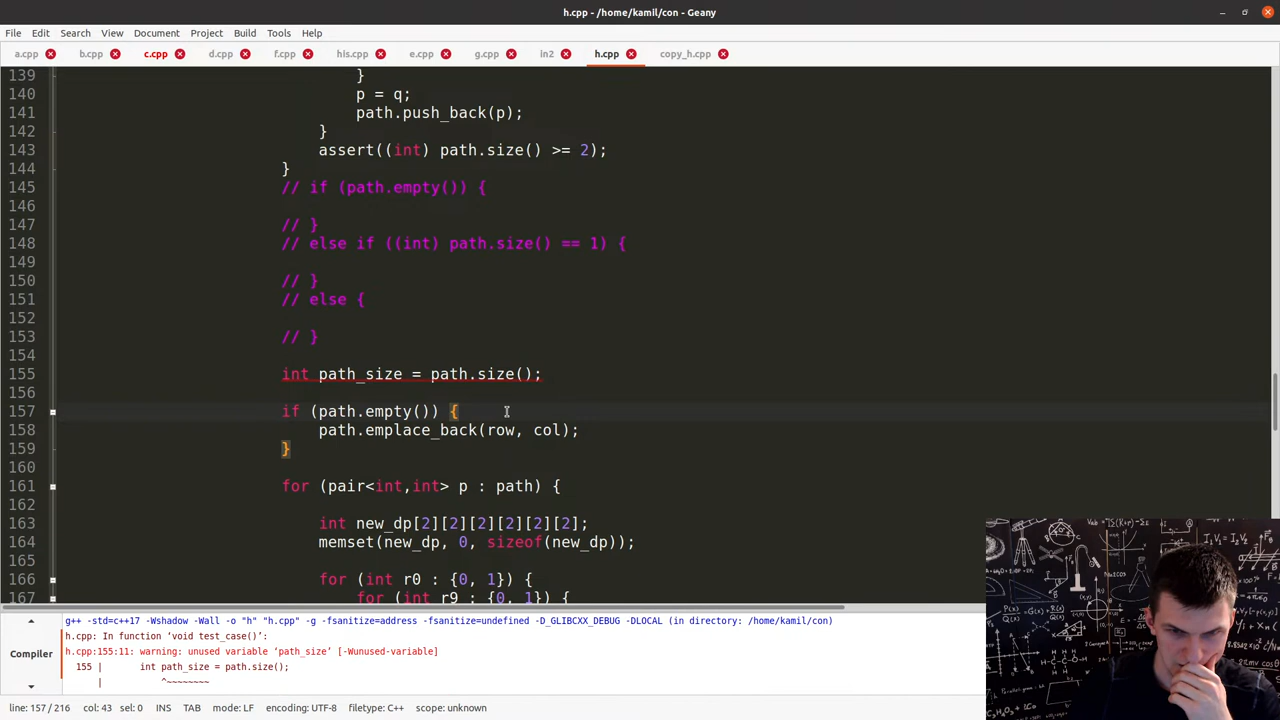 h.cpp - /home/kamil/con - Geany
File Edit Search View Document Project Build Tools Help
a.cpp b.cpp c.cpp d.cpp f.cpp his.cpp e.cpp g.cpp in2 h.cpp copy_h.cpp
139 }
140 p = q;
141 path.push_back(p);
142 }
143 assert((int) path.size() >= 2);
144 }
145 // if (path.empty()) {
146
147 // }
148 // else if ((int) path.size() == 1) {
149
150 // }
151 // else {
152
153 // }
154
155 int path_size = path.size();
156
157 if (path.empty()) {
158 path.emplace_back(row, col);
159 }
160
161 for (pair<int,int> p : path) {
162
163 int new_dp[2][2][2][2][2][2];
164 memset(new_dp, 0, sizeof(new_dp));
165
166 for (int r0 : {0, 1}) {
167 for (int r9 : {0, 1}) {
Compiler
g++ -std=c++17 -Wshadow -Wall -o "h" "h.cpp" -g -fsanitize=address -fsanitize=undefined -D_GLIBCXX_DEBUG -DLOCAL (in directory: /home/kamil/con)
h.cpp: In function ‘void test_case()’:
h.cpp:155:11: warning: unused variable ‘path_size’ [-Wunused-variable]
155 | int path_size = path.size();
| ^~~~~~~~~
line: 157 / 216 col: 43 sel: 0 INS TAB mode: LF encoding: UTF-8 filetype: C++ scope: unknown